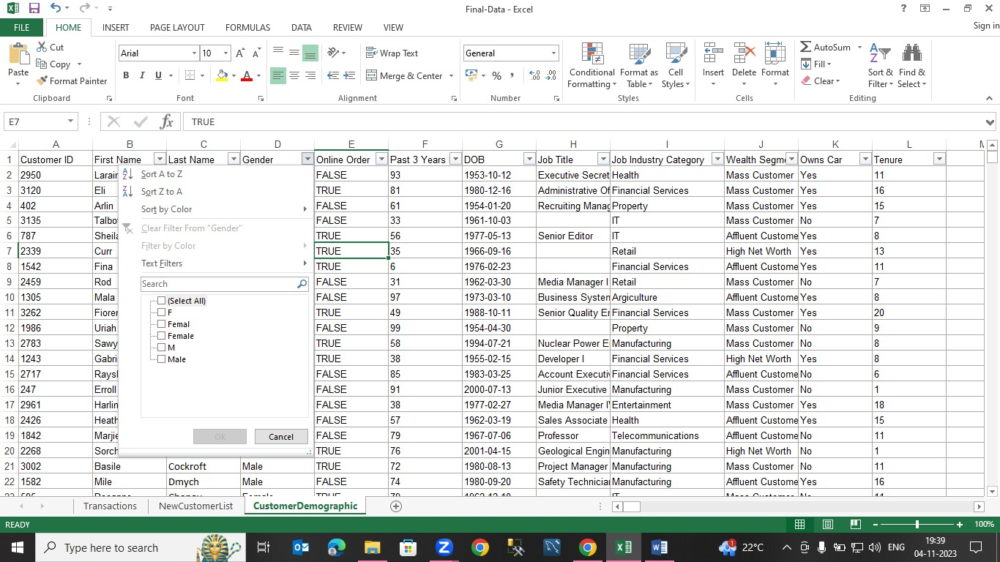 Final-Data - Excel
FILE HOME INSERT PAGE LAYOUT FORMULAS DATA REVIEW VIEW Sign in
Cut
Copy
Format Painter
Paste
Arial 10
B I U
Wrap Text
Merge & Center
General
%
Conditional Formatting
Format as Table
Cell Styles
Insert Delete Format
AutoSum
Fill
Clear
Sort & Filter
Find & Select
Clipboard Font Alignment Number Styles Cells Editing
E7 fx TRUE
A B C D E F G H I J K L
1 Customer ID First Name Last Name Gender Online Order Past 3 Years DOB Job Title Job Industry Category Wealth Segm Owns Car Tenure
2 2950 Larair FALSE 93 1953-10-12 Executive Secret Health Mass Customer Yes 11
3 3120 Eli TRUE 81 1980-12-16 Administrative Of Financial Services Mass Customer Yes 16
4 402 Arlin FALSE 61 1954-01-20 Recruiting Manag Property Mass Customer Yes 15
5 3135 Talbo FALSE 33 1961-10-03 IT Mass Customer No 7
6 787 Sheila TRUE 56 1977-05-13 Senior Editor IT Affluent Custome Yes 8
7 2339 Curr TRUE 35 1966-09-16 Retail High Net Worth Yes 13
8 1542 Fina TRUE 6 1976-02-23 Financial Services Affluent Custome Yes 11
9 2459 Rod FALSE 31 1962-03-30 Media Manager I Retail Mass Customer No 7
10 1305 Mala FALSE 97 1973-03-10 Business System Argiculture Affluent Custome Yes 8
11 3262 Fiorer TRUE 49 1988-10-11 Senior Quality En Financial Services Mass Customer Yes 20
12 1986 Uriah FALSE 99 1954-04-30 Property Mass Customer No 9
13 2783 Sawy TRUE 58 1994-07-21 Nuclear Power E Manufacturing Mass Customer No 8
14 1243 Gabri TRUE 38 1955-02-15 Developer I Financial Services High Net Worth Yes 8
15 2717 Raysl FALSE 85 1983-03-25 Account Executiv Financial Services Affluent Custome No 6
16 247 Erroll FALSE 91 2000-07-13 Junior Executive Manufacturing Mass Customer No 1
17 2961 Harlin FALSE 38 1977-02-27 Media Manager IV Entertainment Mass Customer Yes 18
18 2426 Heath FALSE 57 1962-03-19 Sales Associate Health Affluent Custome Yes 15
19 1842 Marjie FALSE 79 1967-07-06 Professor Telecommunications Affluent Custome No 11
20 2268 Sorch TRUE 76 2001-04-15 Geological Engin Manufacturing High Net Worth No 1
21 3002 Basile Cockroft Male TRUE 72 1980-08-13 Project Manager Manufacturing Mass Customer No 11
22 1582 Mile Dmych Male FALSE 74 1980-09-20 Safety Technicia Manufacturing Affluent Custome Yes 16
Sort A to Z
Sort Z to A
Sort by Color
Clear Filter From "Gender"
Filter by Color
Text Filters
Search
(Select All)
F
Femal
Female
M
Male
OK Cancel
Transactions NewCustomerList CustomerDemographic
READY 100%
Type here to search
22°C ENG 19:39
04-11-2023